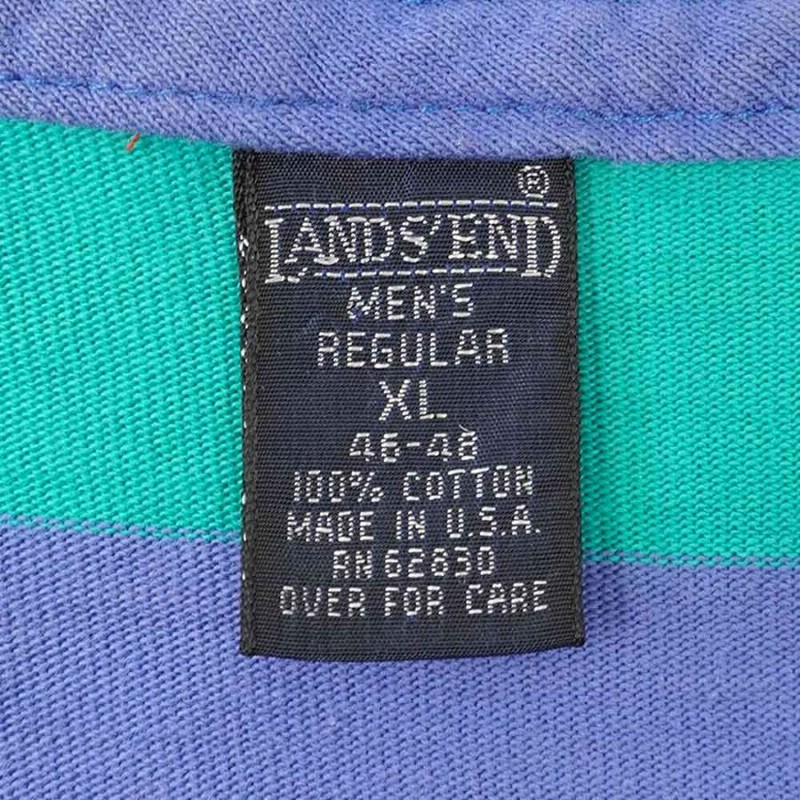 ®
LANDS' END
MEN'S
REGULAR
XL
46-48
100% COTTON
MADE IN U.S.A.
RN 62830
OVER FOR CARE